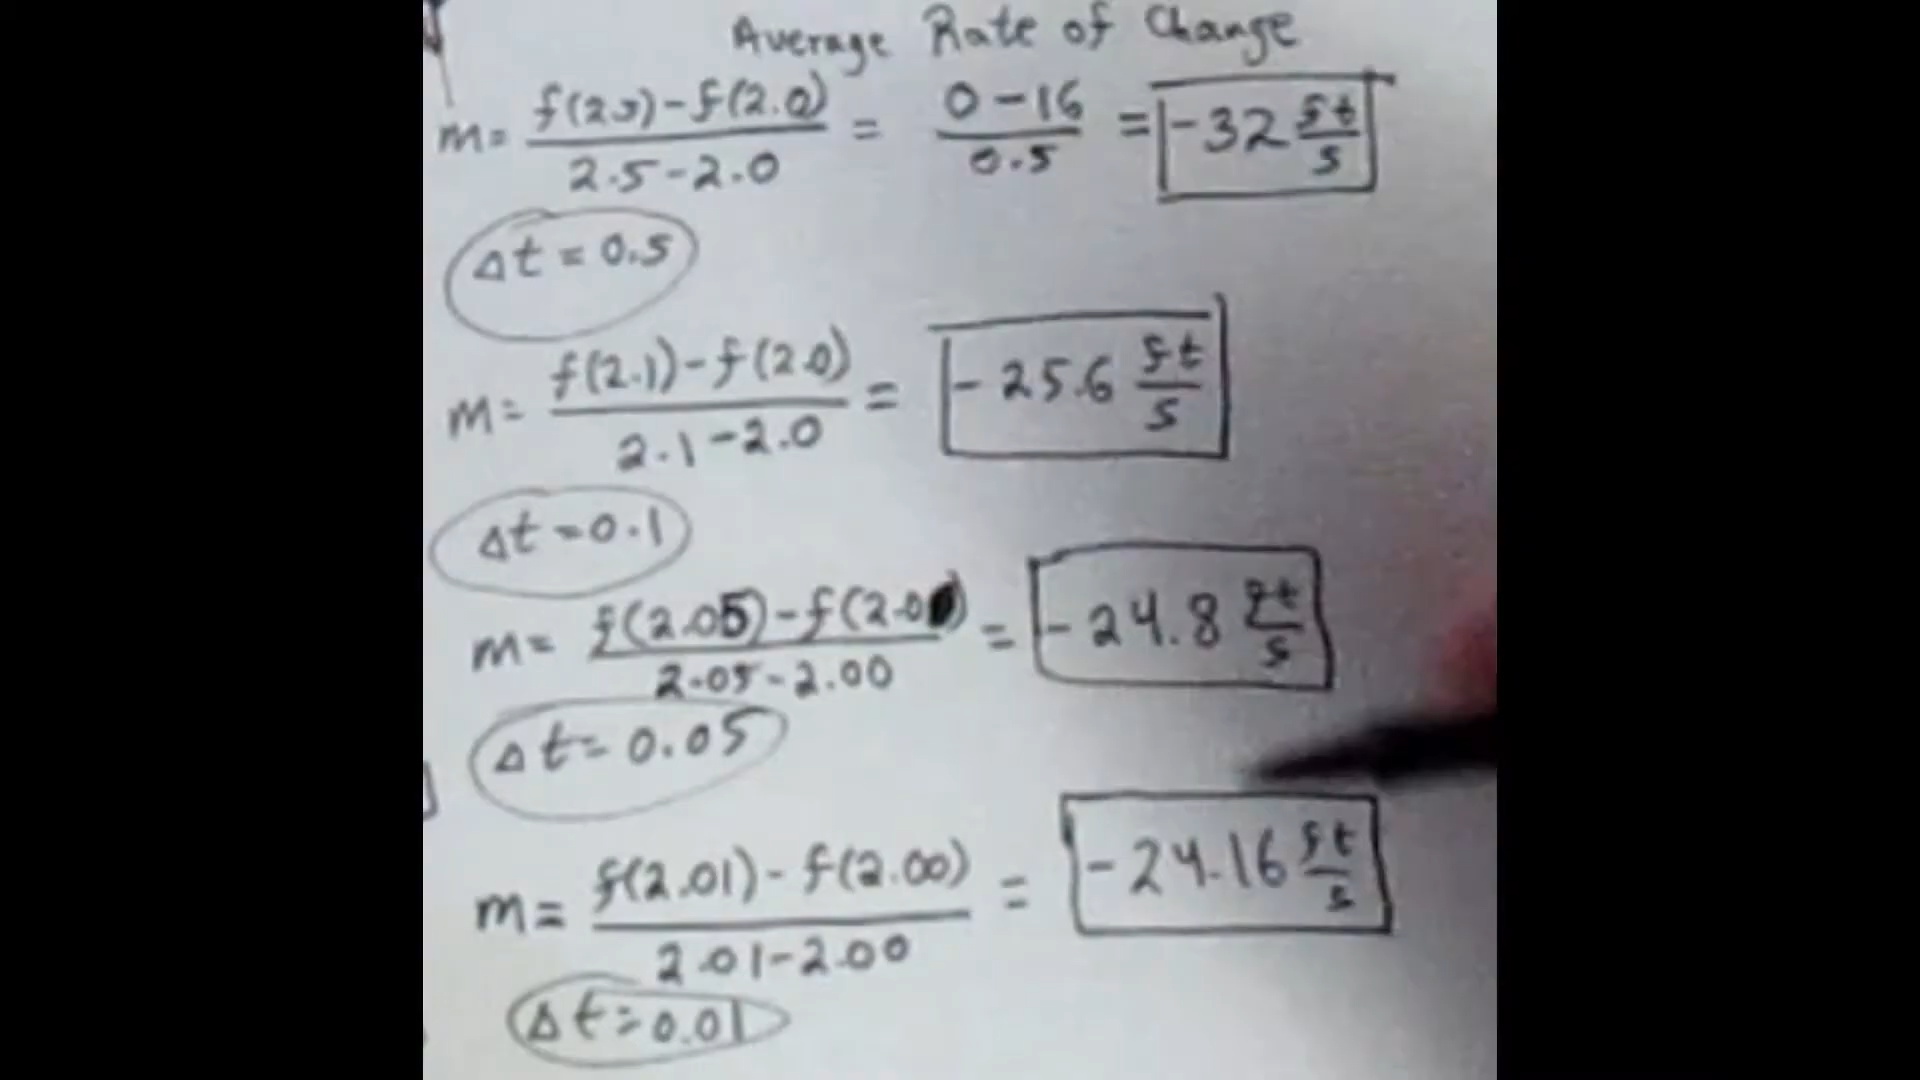 Average Rate of Change
m = f(2.5) - f(2.0) / 2.5 - 2.0 = 0 - 16 / 0.5 = -32 ft/s
Δt = 0.5
m = f(2.1) - f(2.0) / 2.1 - 2.0 = -25.6 ft/s
Δt = 0.1
m = f(2.05) - f(2.00) / 2.05 - 2.00 = -24.8 ft/s
Δt = 0.05
m = f(2.01) - f(2.00) / 2.01 - 2.00 = -24.16 ft/s
Δt = 0.01